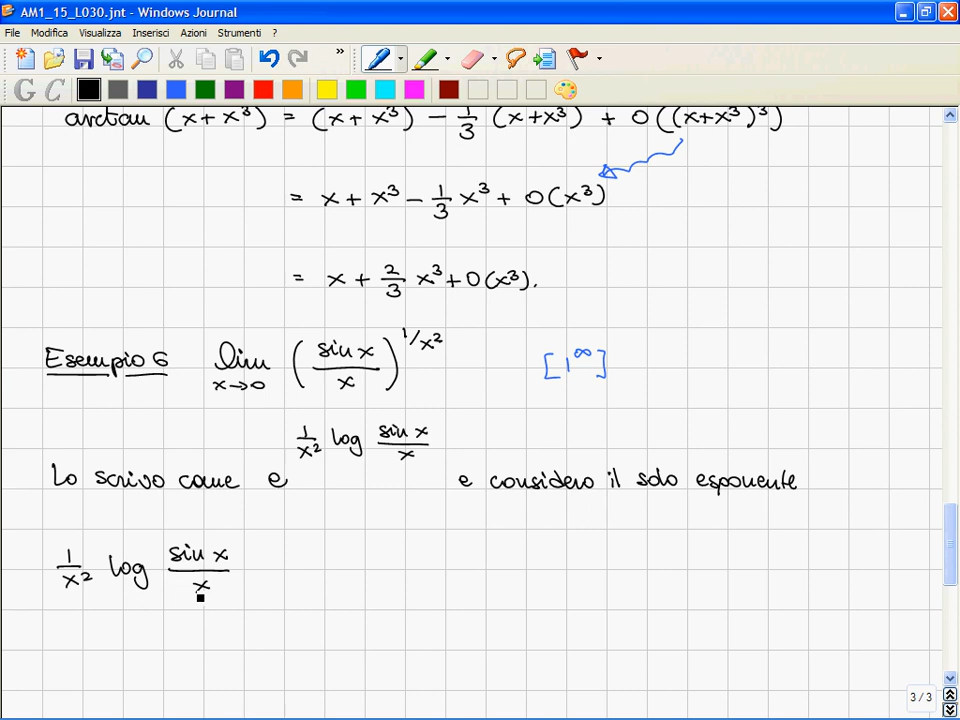 AM1_15_L030.jnt - Windows Journal
File Modifica Visualizza Inserisci Azioni Strumenti ?
arctan (x+x³) = (x+x³) - 1/3 (x+x³) + O((x+x³)³)
= x + x³ - 1/3 x³ + O(x³)
= x + 2/3 x³ + O(x³).
Esempio 6 lim x→0 (sin x / x)^(1/x²) [1^∞]
Lo scrivo come e^(1/x² log sin x / x) e considero il solo esponente
1/x² log sin x / x
3 / 3